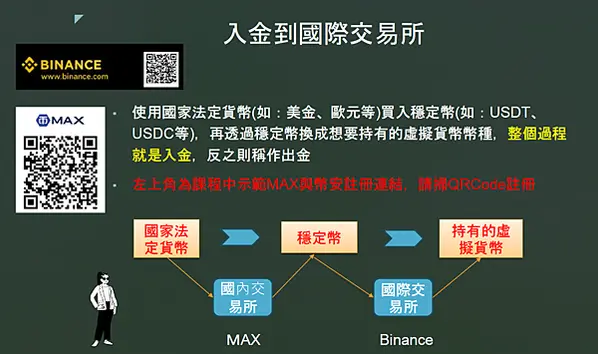 入金到國際交易所
BINANCE
www.binance.com
MAX
• 使用國家法定貨幣(如：美金、歐元等)買入穩定幣(如：USDT、
USDC等)，再透過穩定幣換成想要持有的虛擬貨幣幣種，整個過程
就是入金，反之則稱作出金
• 左上角為課程中示範MAX與幣安註冊連結，請掃QRCode註冊
國家法
定貨幣
穩定幣
持有的虛
擬貨幣
國內交
易所
國際交
易所
MAX
Binance